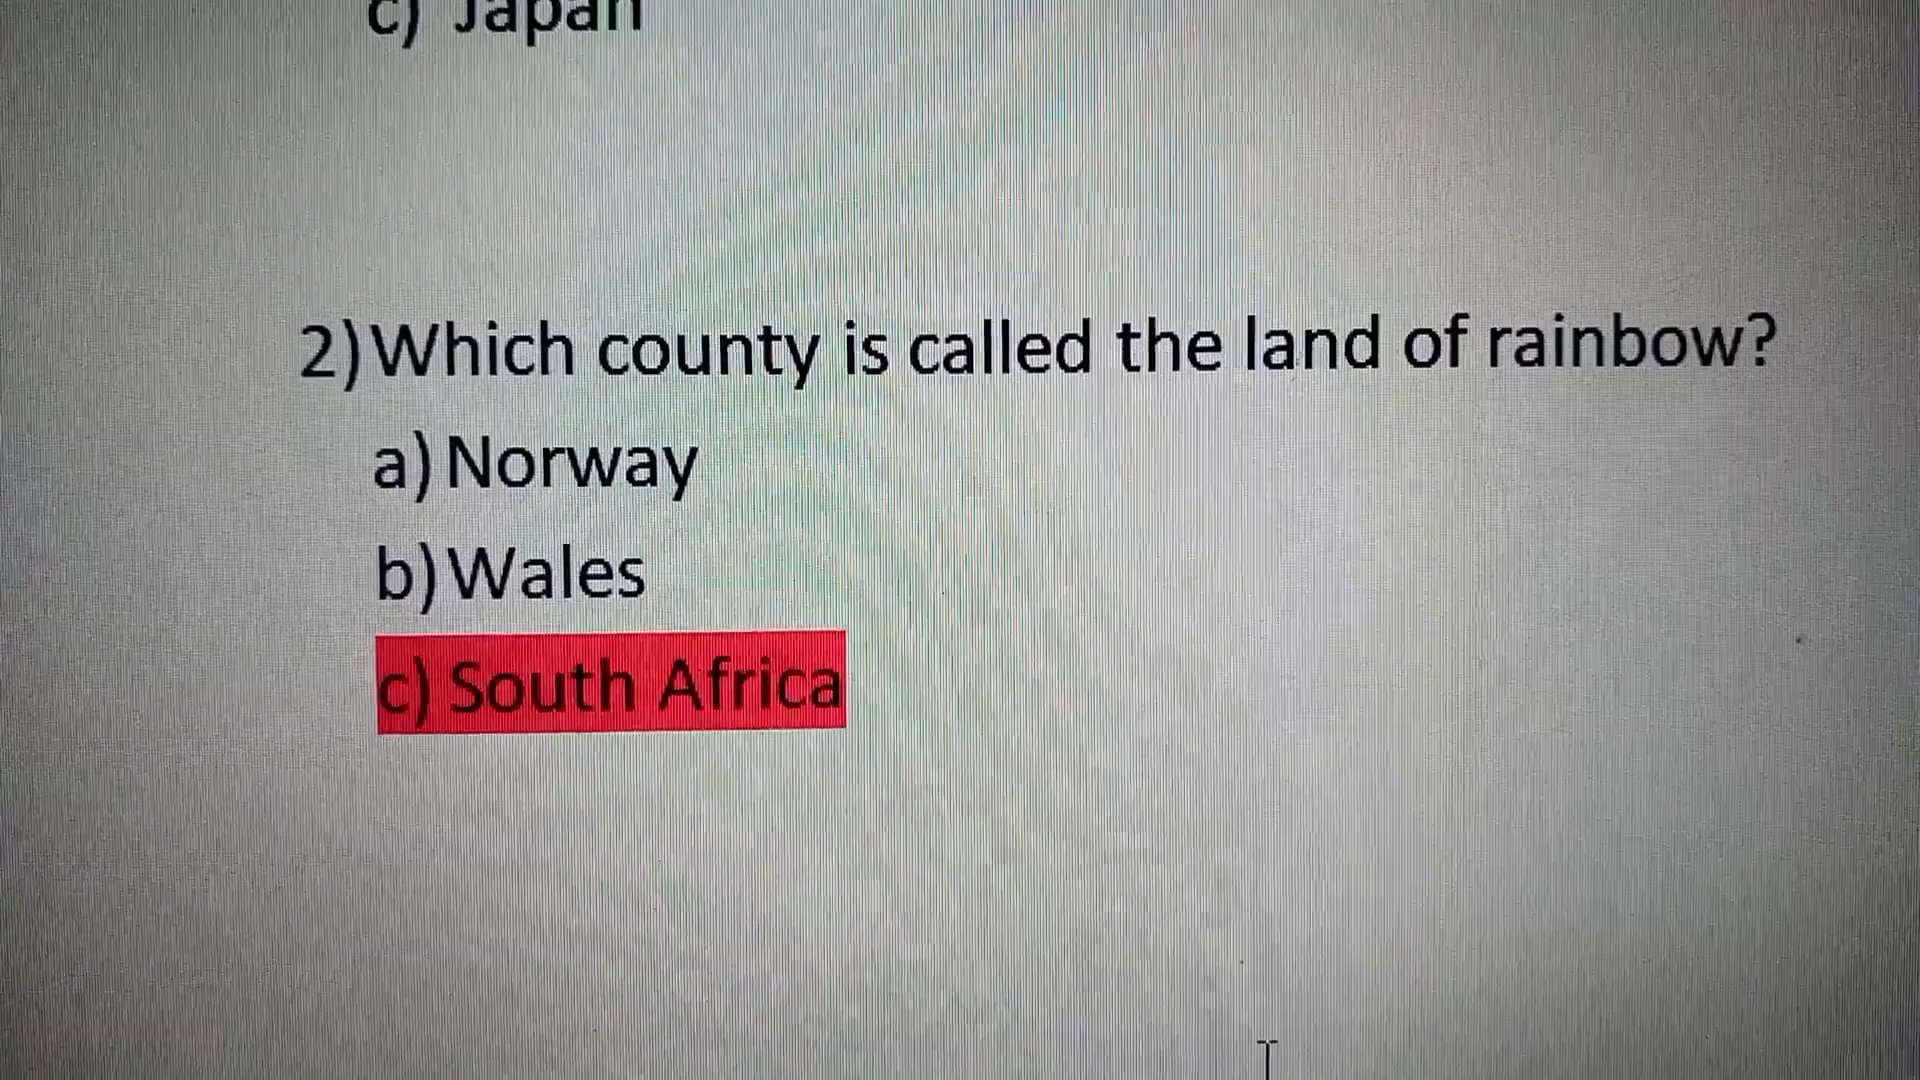 c) Japan
2) Which county is called the land of rainbow?
a) Norway
b) Wales
c) South Africa